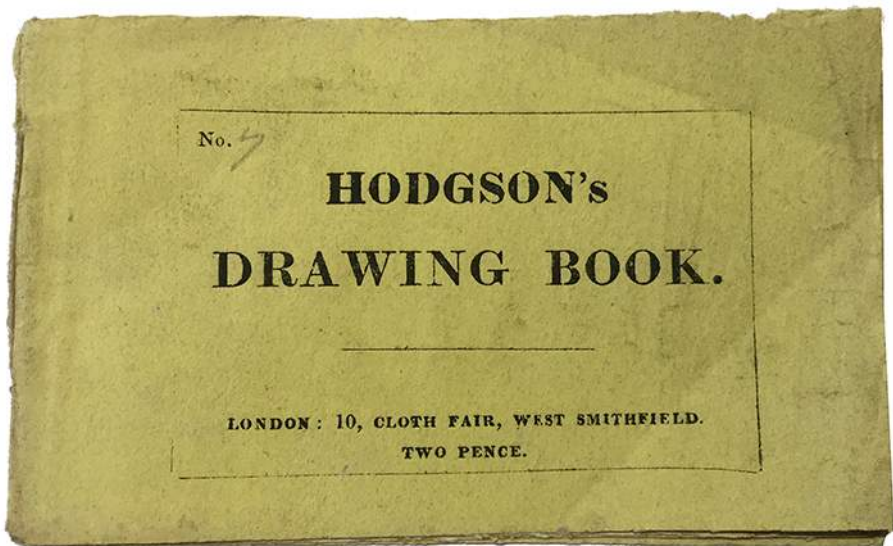 No. 7
HODGSON's
DRAWING BOOK.
LONDON: 10, CLOTH FAIR, WEST SMITHFIELD.
TWO PENCE.